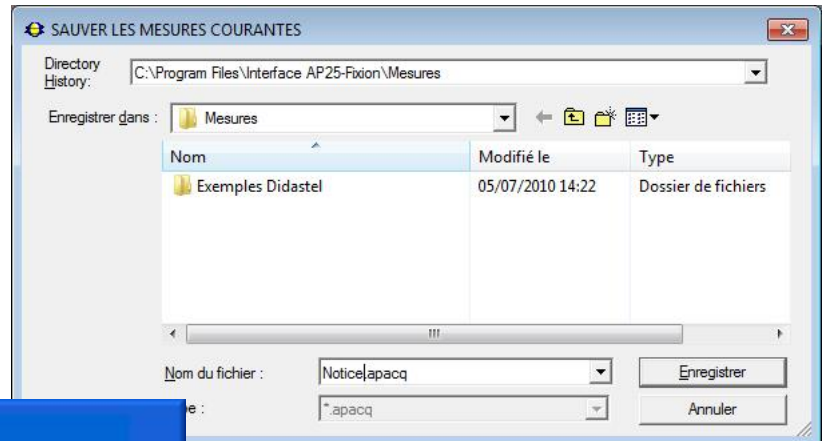 SAUVER LES MESURES COURANTES
Directory History:
C:\Program Files\Interface AP25-Fixion\Mesures
Enregistrer dans :
Mesures
Nom
Modifié le
Type
Exemples Didastel
05/07/2010 14:22
Dossier de fichiers
Nom du fichier :
Notice.apacq
Enregistrer
pe :
*.apacq
Annuler